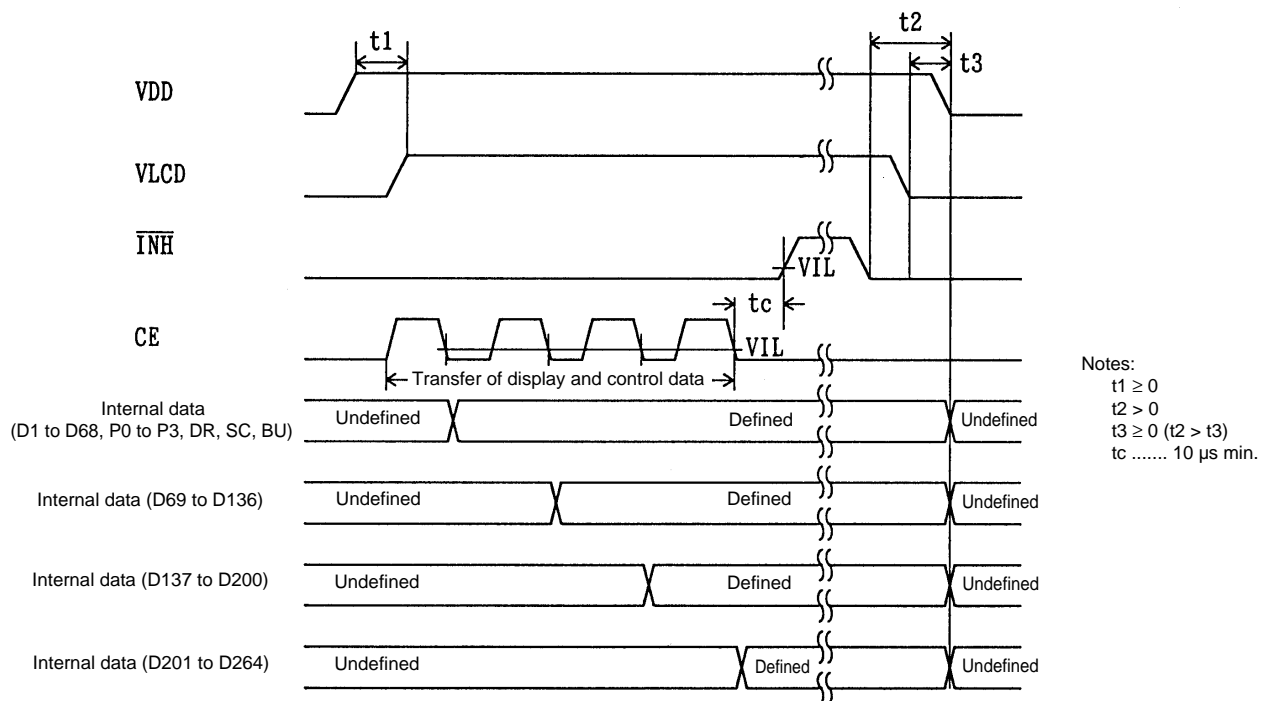 t1
t2
t3
VDD
VLCD
INH
VIL
tc
CE
VIL
Transfer of display and control data
Internal data
(D1 to D68, P0 to P3, DR, SC, BU)
Undefined
Defined
Undefined
Internal data (D69 to D136)
Undefined
Defined
Undefined
Internal data (D137 to D200)
Undefined
Defined
Undefined
Internal data (D201 to D264)
Undefined
Defined
Undefined
Notes:
t1 ≥ 0
t2 > 0
t3 ≥ 0 (t2 > t3)
tc ....... 10 µs min.